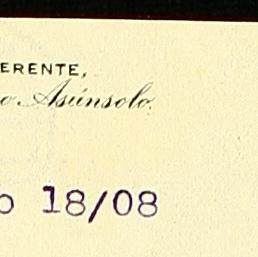 ERENTE,
o Asúnsolo.
o 18/08